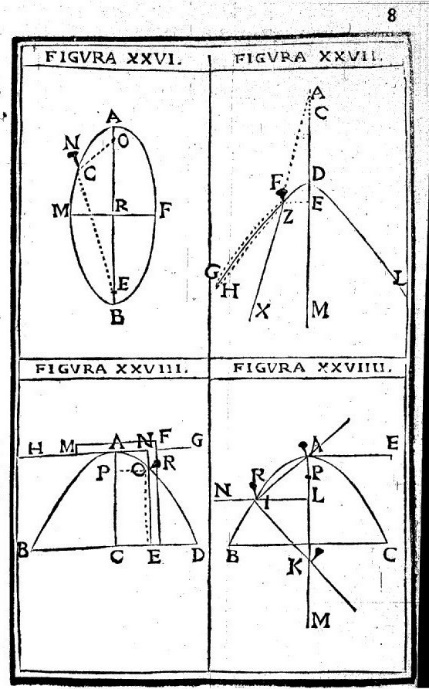 8
FIGVRA XXVI.
A
O
N
C
M R F
E
B
FIGVRA XXVII.
A
C
F D
Z E
G
H
L
X M
FIGVRA XXVIII.
H M A N F G
P O R
B C E D
FIGVRA XXVIIII.
A E
R P
N I L
B C
K
M